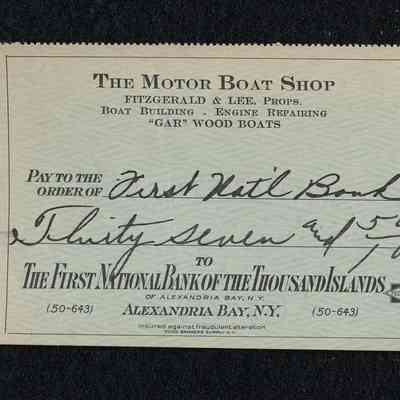 THE MOTOR BOAT SHOP
FITZGERALD & LEE, PROPS.
BOAT BUILDING . ENGINE REPAIRING
"GAR" WOOD BOATS
PAY TO THE
ORDER OF First Nat'l Bank
Thirty Seven and
TO
THE FIRST NATIONAL BANK OF THE THOUSAND ISLANDS
OF ALEXANDRIA BAY, N.Y.
(50-643) ALEXANDRIA BAY, N.Y. (50-643)
insured against fraudulent alteration